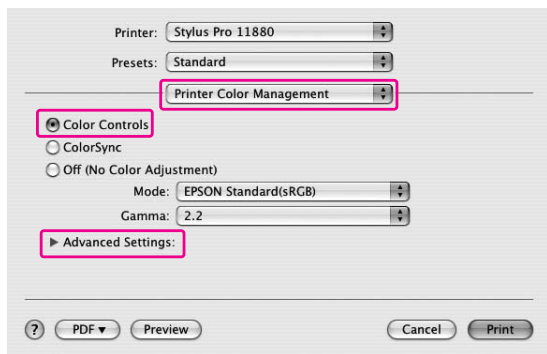 Printer: Stylus Pro 11880
Presets: Standard
Printer Color Management
Color Controls
ColorSync
Off (No Color Adjustment)
Mode: EPSON Standard(sRGB)
Gamma: 2.2
Advanced Settings:
? PDF Preview Cancel Print